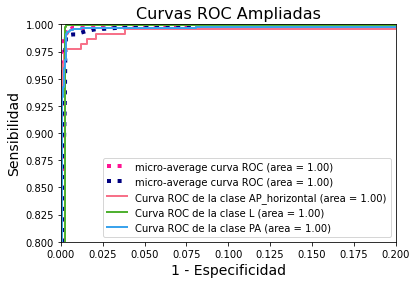 Curvas ROC Ampliadas
Sensibilidad
1.000
0.975
0.950
0.925
0.900
0.875
0.850
0.825
0.800
micro-average curva ROC (area = 1.00)
micro-average curva ROC (area = 1.00)
Curva ROC de la clase AP_horizontal (area = 1.00)
Curva ROC de la clase L (area = 1.00)
Curva ROC de la clase PA (area = 1.00)
0.000 0.025 0.050 0.075 0.100 0.125 0.150 0.175 0.200
1 - Especificidad